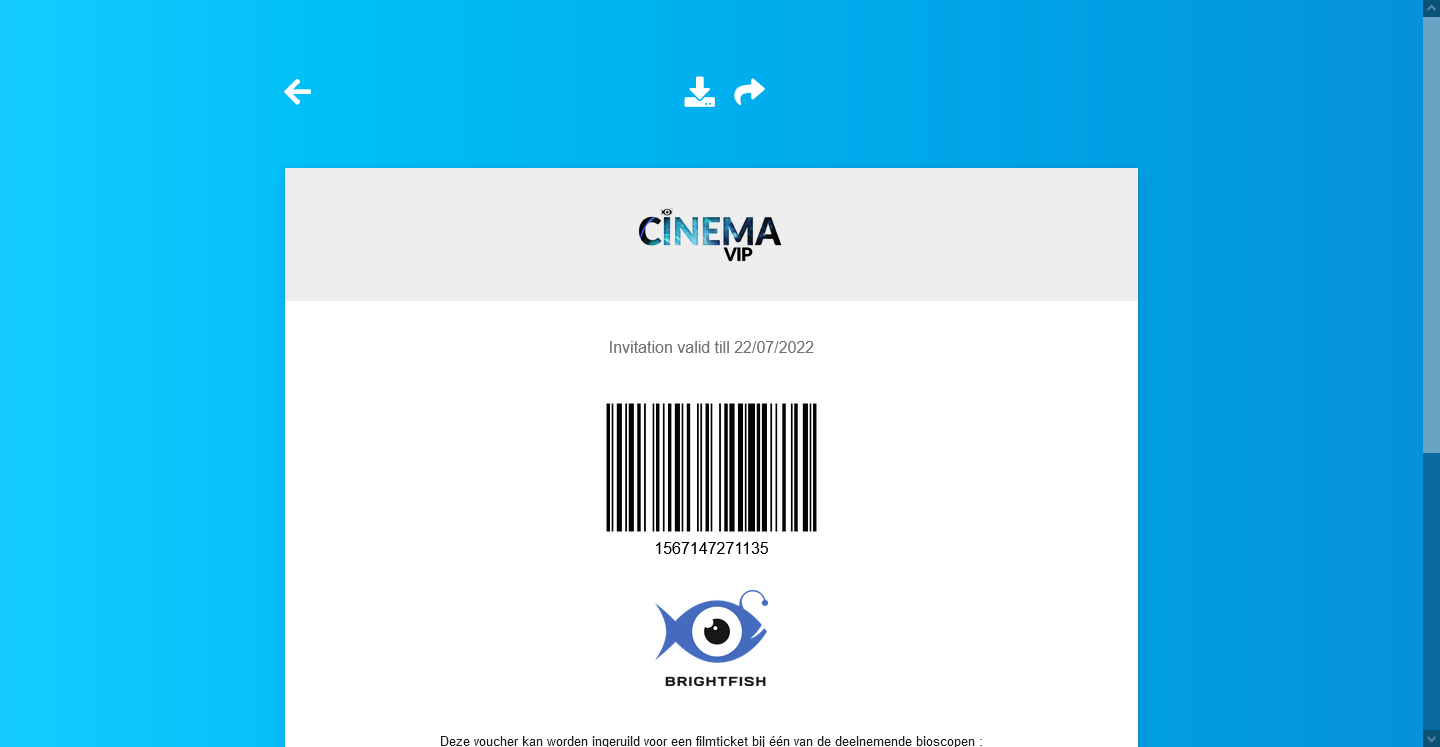 CINEMA
VIP
Invitation valid till 22/07/2022
1567147271135
BRIGHTFISH
Deze voucher kan worden ingeruild voor een filmticket bij één van de deelnemende bioscopen :